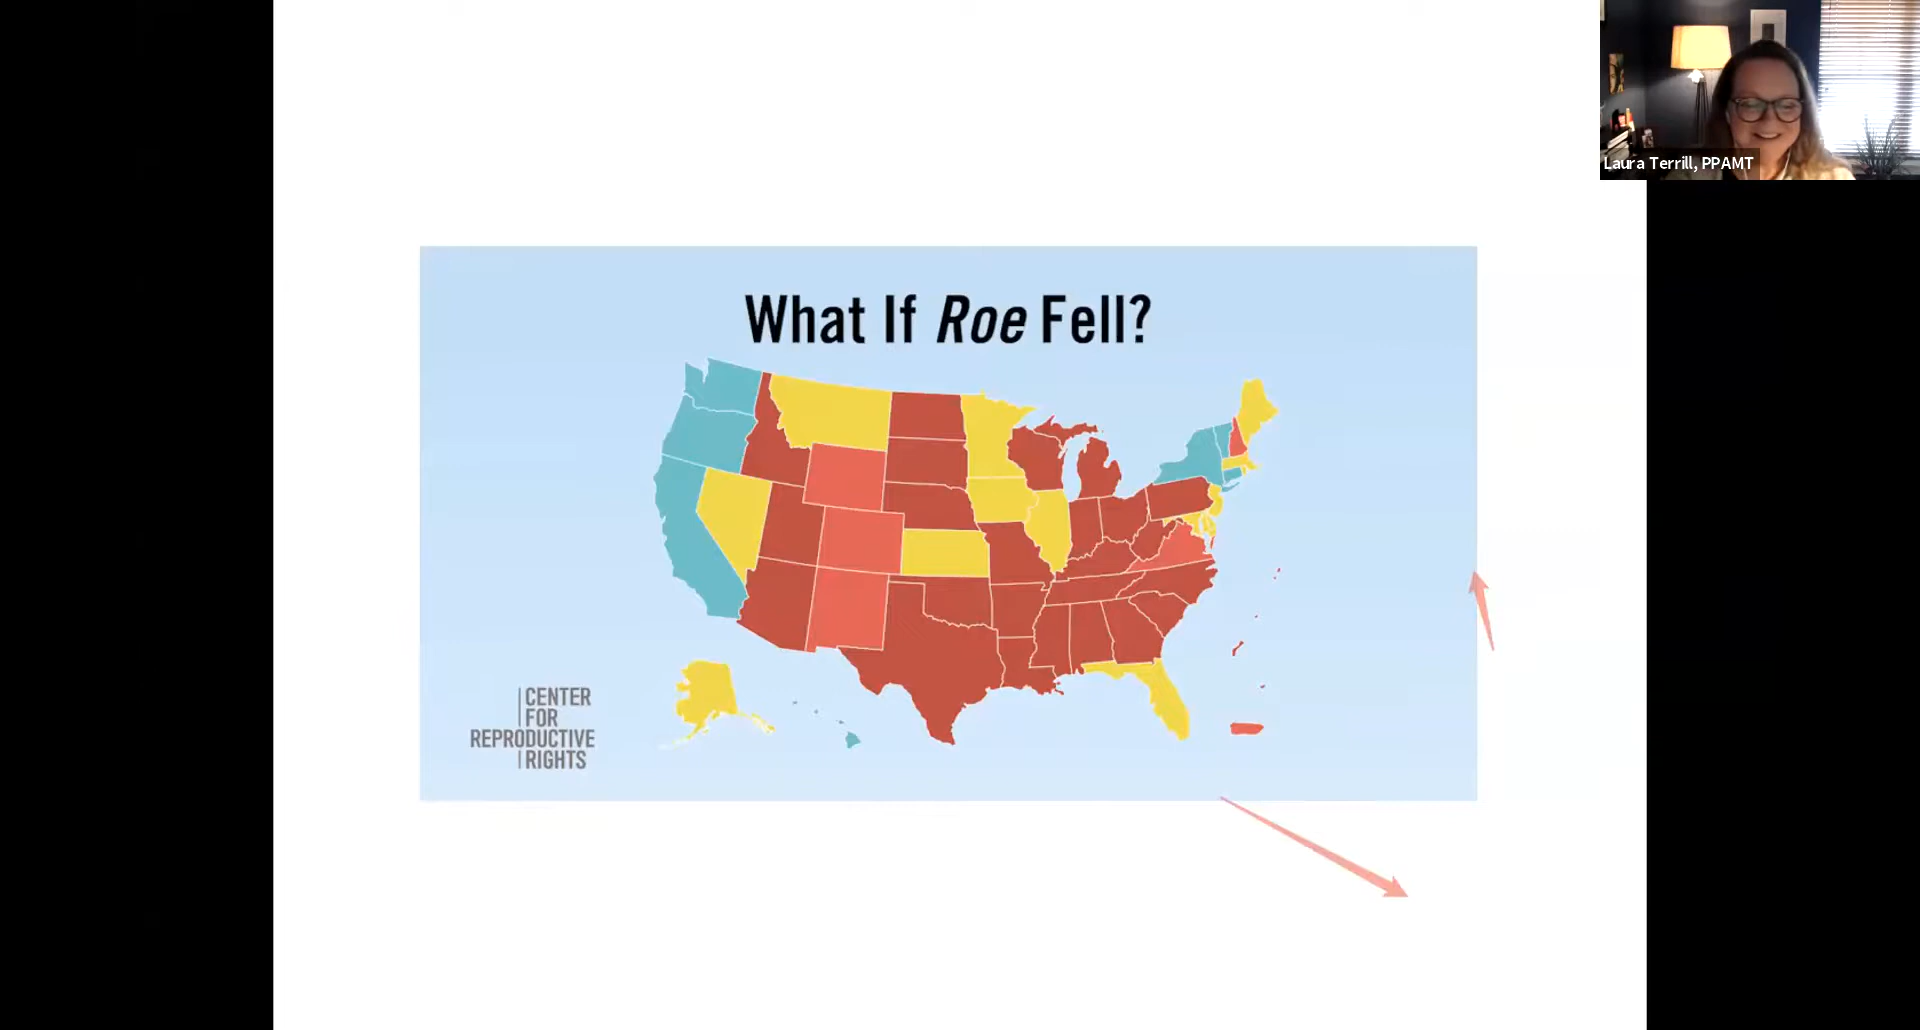 Laura Terrill, PPAMT
What If Roe Fell?
CENTER
FOR
REPRODUCTIVE
RIGHTS